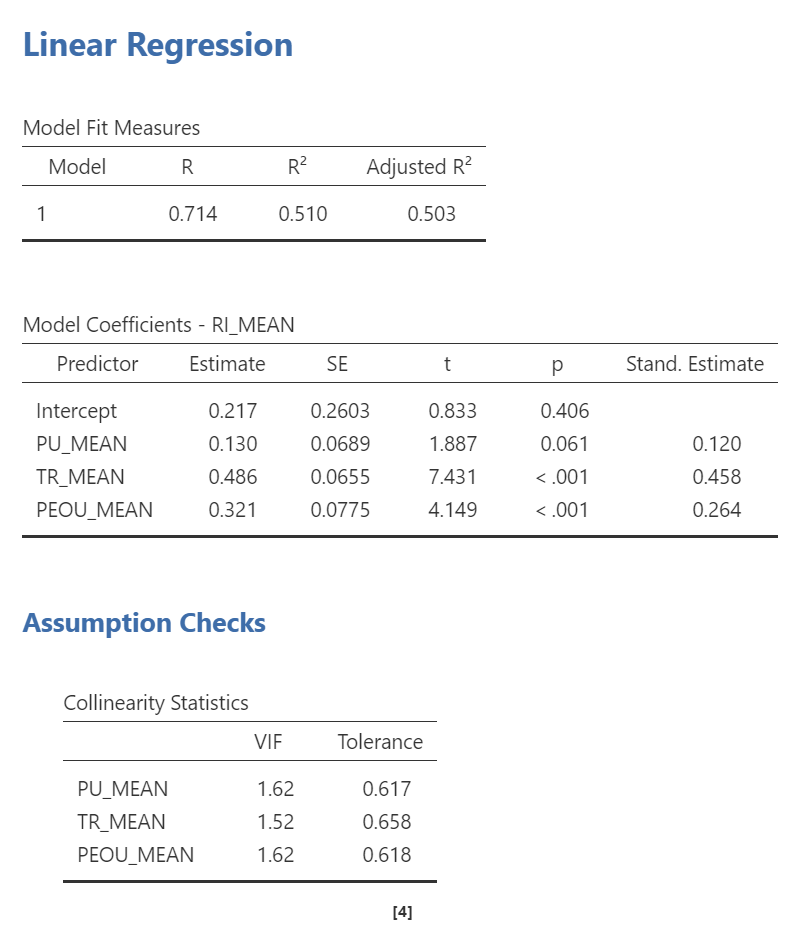 Linear Regression
Model Fit Measures
Model R R² Adjusted R²
1 0.714 0.510 0.503
Model Coefficients - RI_MEAN
Predictor Estimate SE t p Stand. Estimate
Intercept 0.217 0.2603 0.833 0.406
PU_MEAN 0.130 0.0689 1.887 0.061 0.120
TR_MEAN 0.486 0.0655 7.431 < .001 0.458
PEOU_MEAN 0.321 0.0775 4.149 < .001 0.264
Assumption Checks
Collinearity Statistics
VIF Tolerance
PU_MEAN 1.62 0.617
TR_MEAN 1.52 0.658
PEOU_MEAN 1.62 0.618
[4]